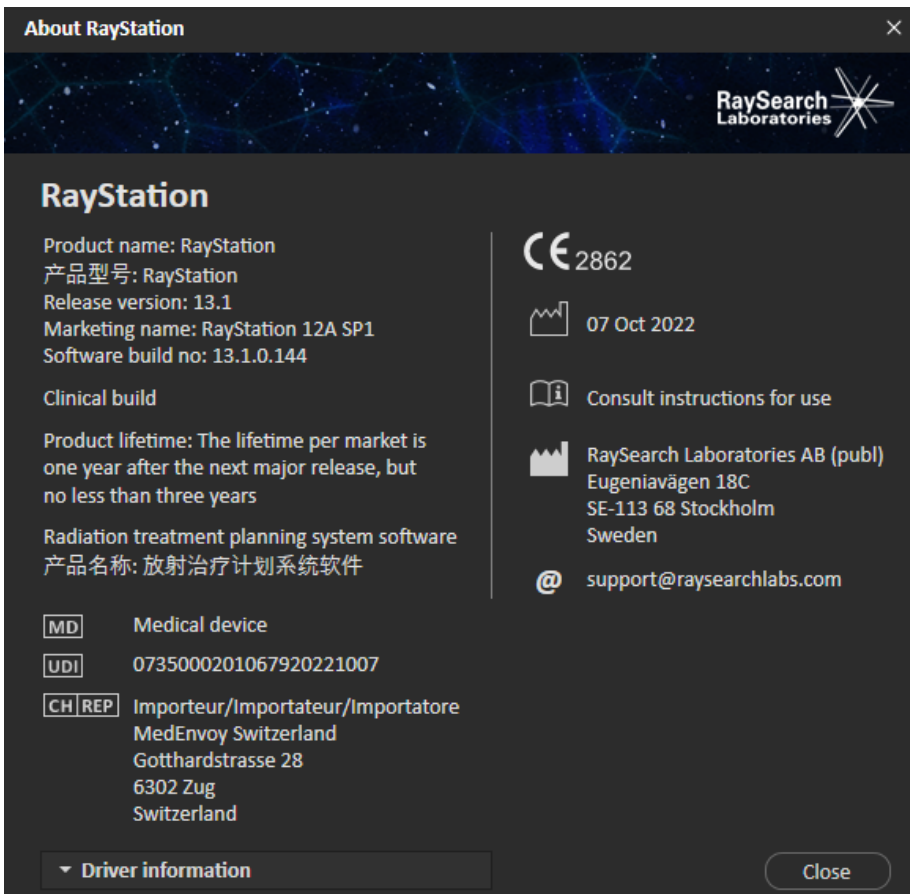 About RayStation
RaySearch
Laboratories
RayStation
Product name: RayStation
产品型号: RayStation
Release version: 13.1
Marketing name: RayStation 12A SP1
Software build no: 13.1.0.144
Clinical build
Product lifetime: The lifetime per market is
one year after the next major release, but
no less than three years
Radiation treatment planning system software
产品名称: 放射治疗计划系统软件
MD Medical device
UDI 0735000201067920221007
CH REP Importeur/Importateur/Importatore
MedEnvoy Switzerland
Gotthardstrasse 28
6302 Zug
Switzerland
CE 2862
07 Oct 2022
Consult instructions for use
RaySearch Laboratories AB (publ)
Eugeniavägen 18C
SE-113 68 Stockholm
Sweden
@ support@raysearchlabs.com
Driver information
Close